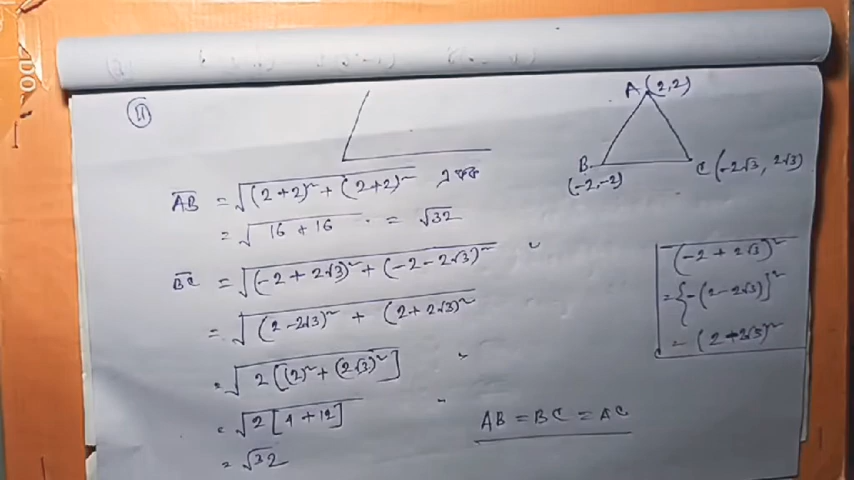 11
A(2,2)
B
(-2,-2)
C(-2√3, 2√3)
AB = √(2+2)² + (2+2)² একক
= √16 + 16 = √32
BC = √(-2 + 2√3)² + (-2 - 2√3)²
= √(2-2√3)² + (2+2√3)²
= √2[(2)² + (2√3)²]
= √2[4 + 12]
= √32
(-2 + 2√3)²
= {-(2-2√3)}²
= (2-2√3)²
AB = BC = AC